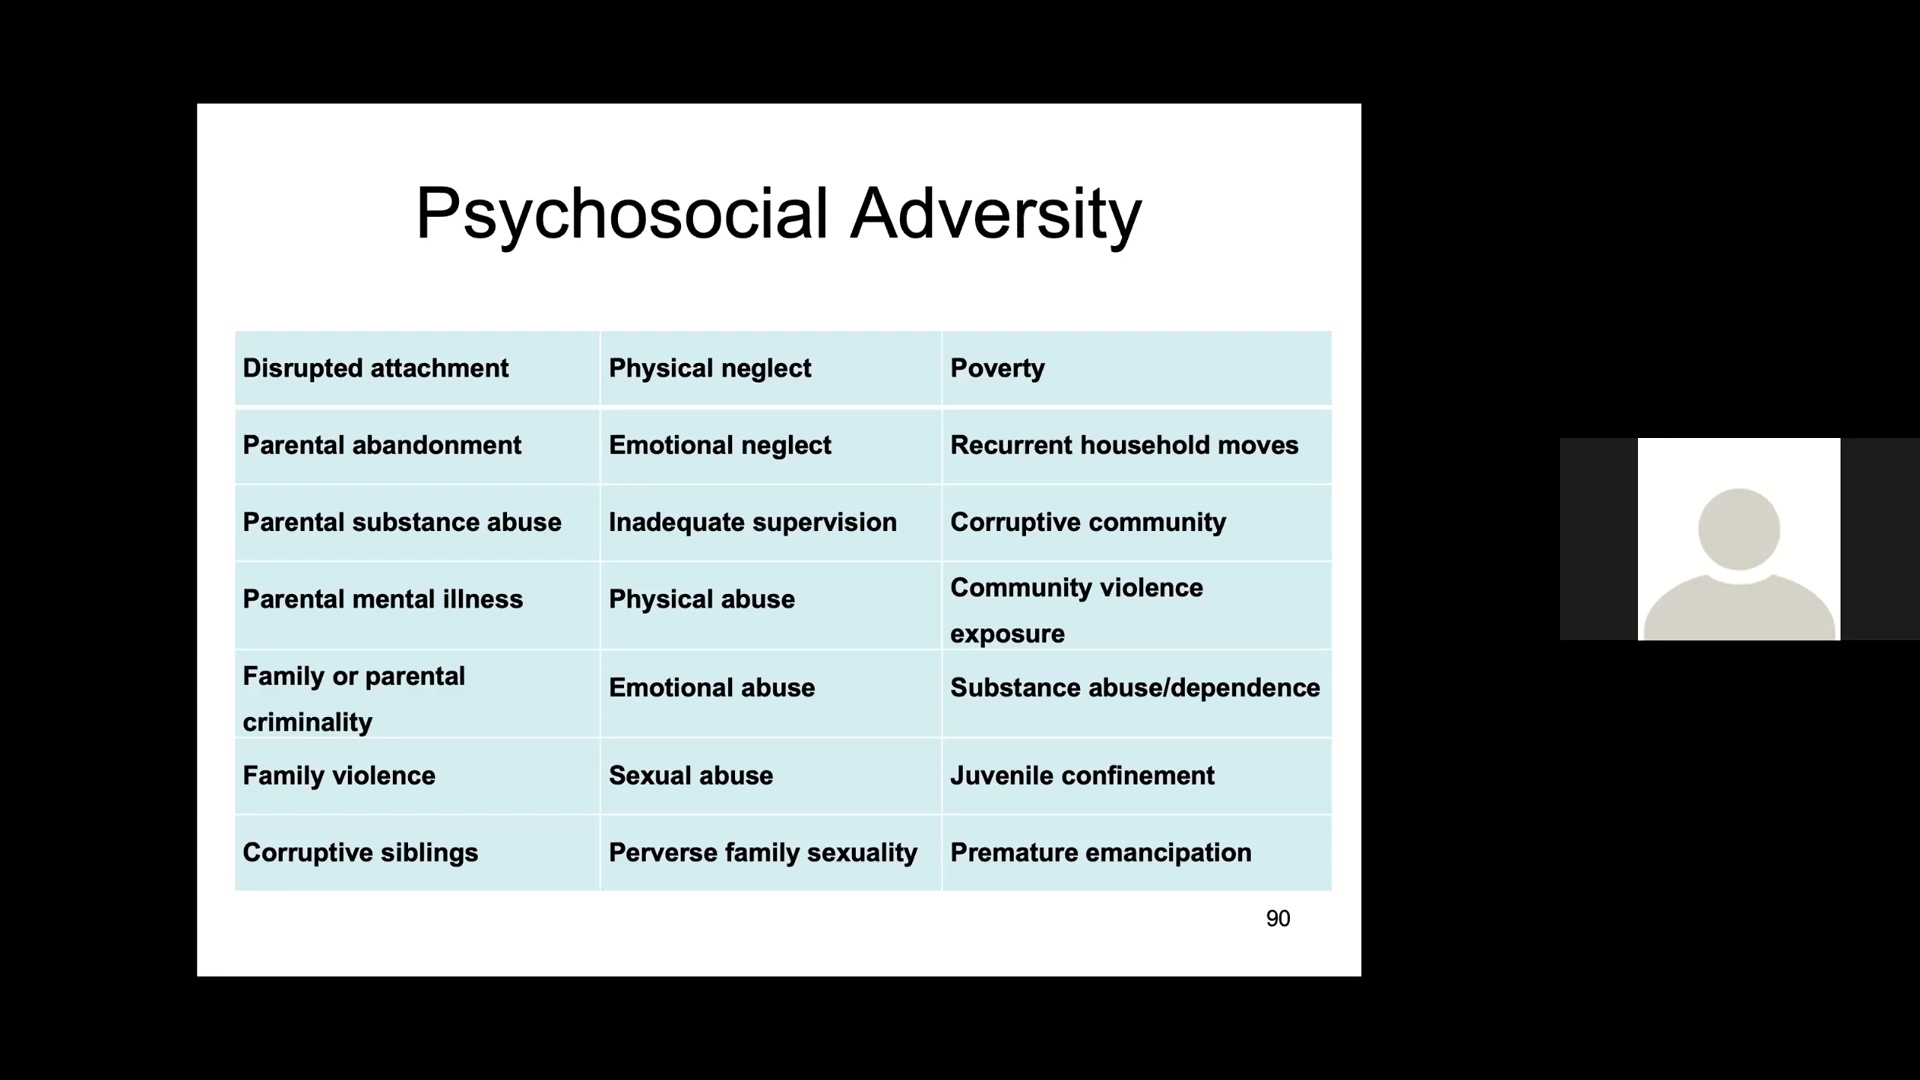 Psychosocial Adversity
Disrupted attachment
Physical neglect
Poverty
Parental abandonment
Emotional neglect
Recurrent household moves
Parental substance abuse
Inadequate supervision
Corruptive community
Parental mental illness
Physical abuse
Community violence
exposure
Family or parental
criminality
Emotional abuse
Substance abuse/dependence
Family violence
Sexual abuse
Juvenile confinement
Corruptive siblings
Perverse family sexuality
Premature emancipation
90